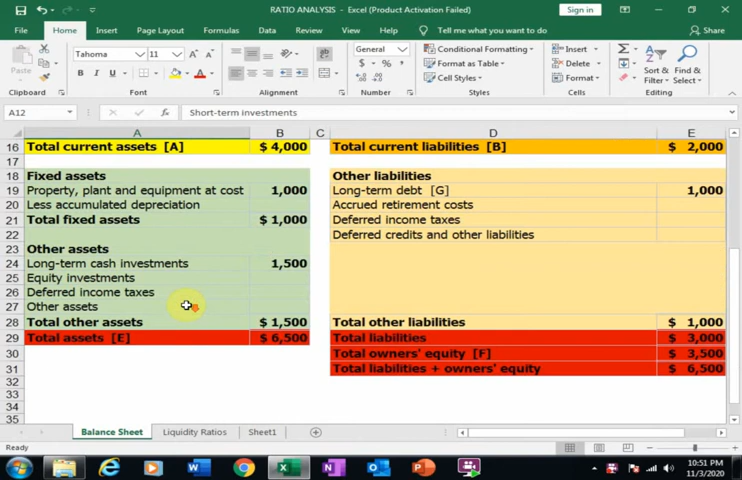 RATIO ANALYSIS - Excel (Product Activation Failed)
Sign in
File Home Insert Page Layout Formulas Data Review View Help Tell me what you want to do Share
Paste
Tahoma 11
B I U
General
$ % ,
Conditional Formatting
Format as Table
Cell Styles
Insert
Delete
Format
Sort & Filter
Find & Select
Clipboard Font Alignment Number Styles Cells Editing
A12 fx Short-term investments
A B C D E
16 Total current assets [A] $ 4,000 Total current liabilities [B] $ 2,000
17
18 Fixed assets Other liabilities
19 Property, plant and equipment at cost 1,000 Long-term debt [G] 1,000
20 Less accumulated depreciation Accrued retirement costs
21 Total fixed assets $ 1,000 Deferred income taxes
22 Deferred credits and other liabilities
23 Other assets
24 Long-term cash investments 1,500
25 Equity investments
26 Deferred income taxes
27 Other assets
28 Total other assets $ 1,500 Total other liabilities $ 1,000
29 Total assets [E] $ 6,500 Total liabilities $ 3,000
30 Total owners' equity [F] $ 3,500
31 Total liabilities + owners' equity $ 6,500
32
33
34
35
Balance Sheet Liquidity Ratios Sheet1
Ready
10:51 PM
11/3/2020